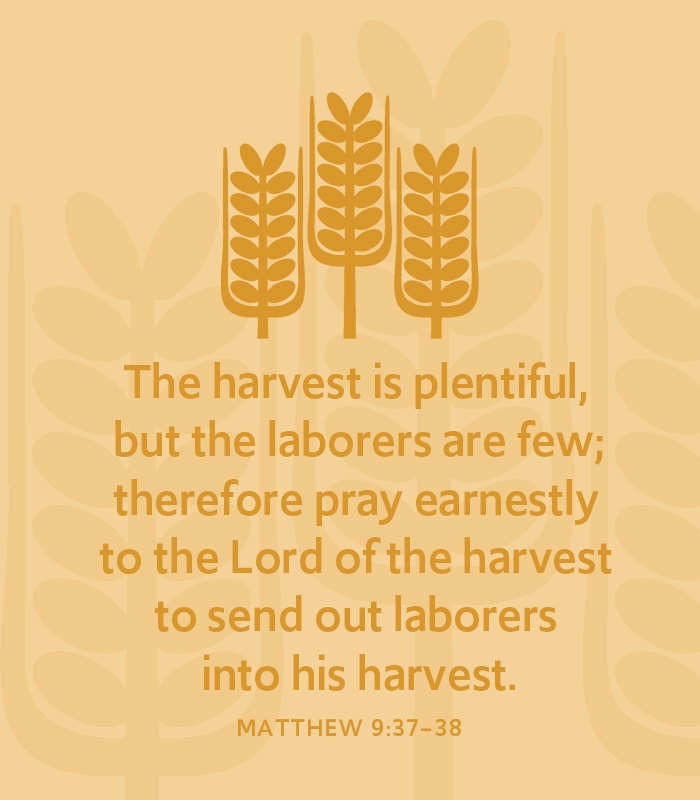 The harvest is plentiful,
but the laborers are few;
therefore pray earnestly
to the Lord of the harvest
to send out laborers
into his harvest.
MATTHEW 9:37–38